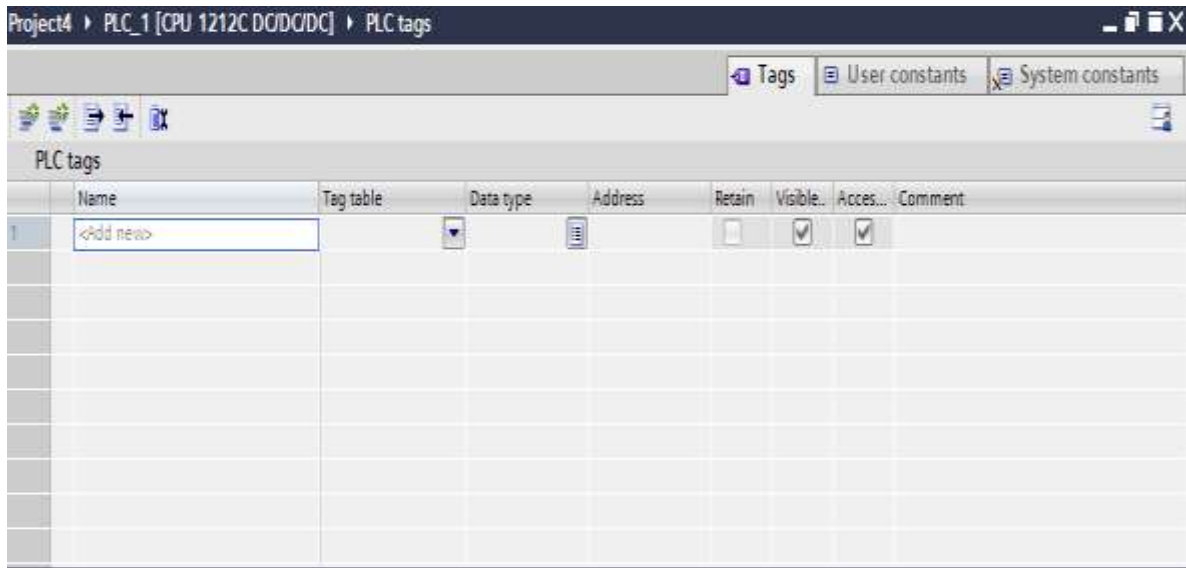 Project4 ▸ PLC_1 [CPU 1212C DC/DC/DC] ▸ PLC tags
Tags User constants System constants
PLC tags
Name Tag table Data type Address Retain Visible.. Acces... Comment
1 <Add new>